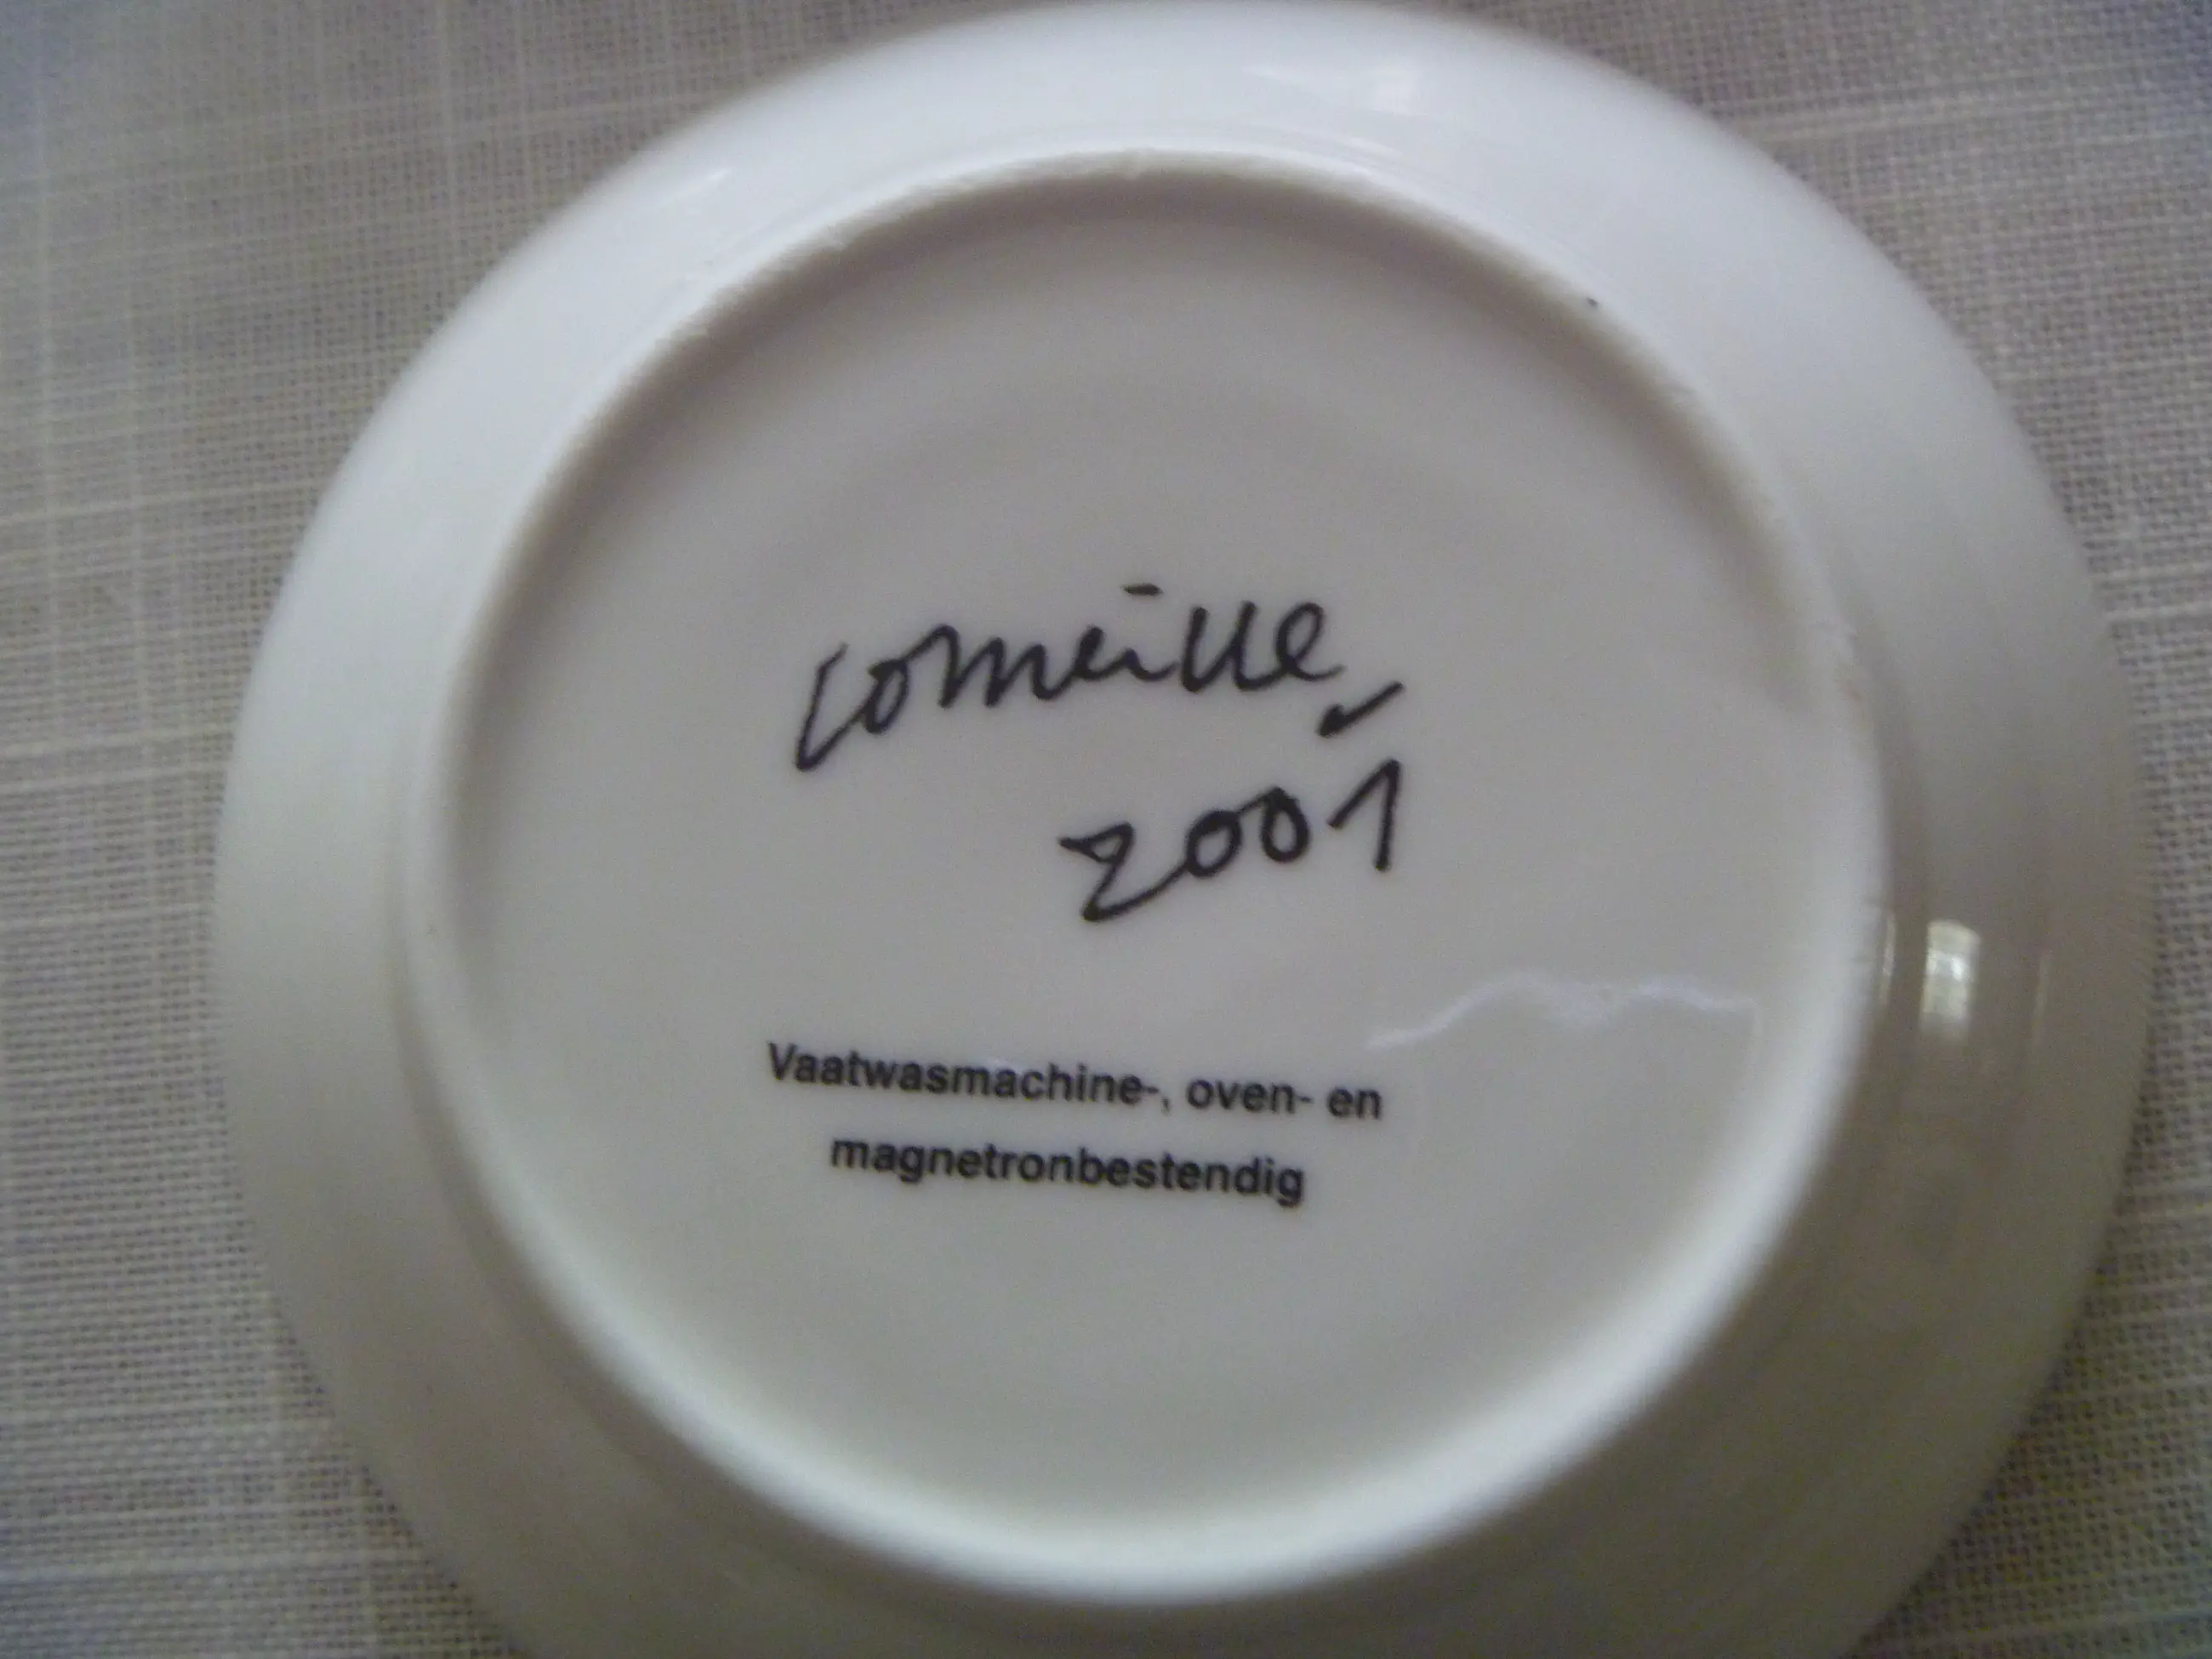 Corneille
2001
Vaatwasmachine-, oven- en
magnetronbestendig